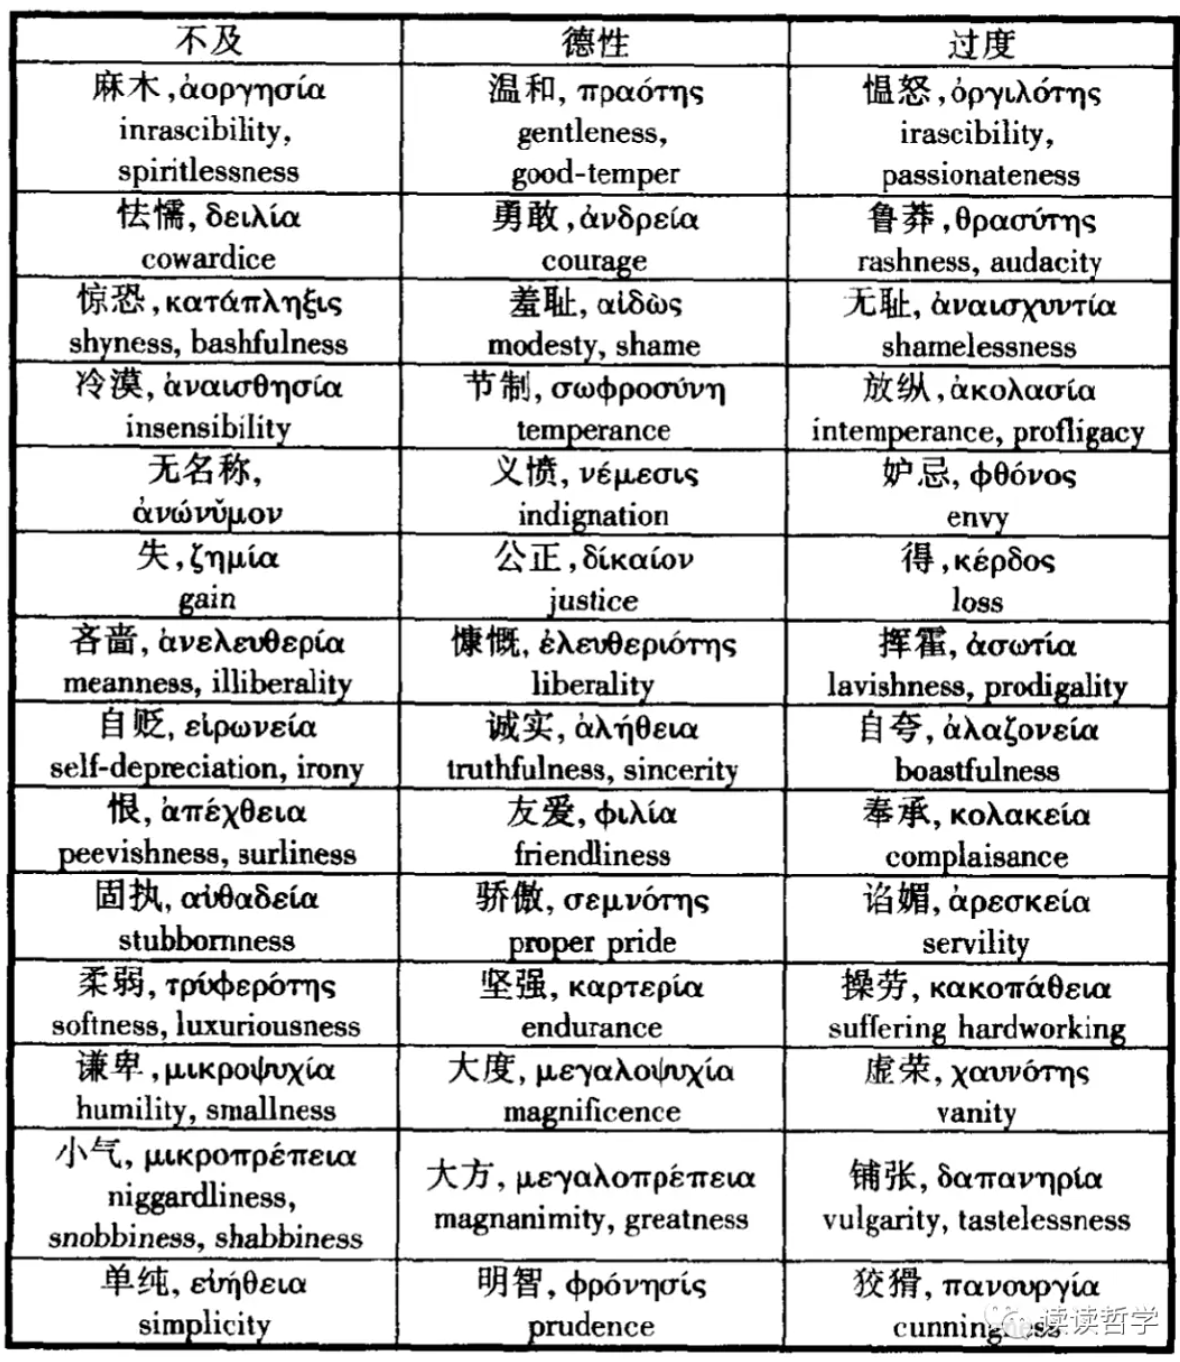 不及
德性
过度
麻木,ἀοργησία
inrascibility,
spiritlessness
温和, πραότης
gentleness,
good-temper
愠怒,ὀργιλότης
irascibility,
passionateness
怯懦, δειλία
cowardice
勇敢,ἀνδρεία
courage
鲁莽,θρασύτης
rashness, audacity
惊恐,κατάπληξις
shyness, bashfulness
羞耻, αἰδὼς
modesty, shame
无耻, ἀναισχυντία
shamelessness
冷漠, ἀναισθησία
insensibility
节制, σωφροσύνη
temperance
放纵, ἀκολασία
intemperance, profligacy
无名称,
ἀνώνῠμον
义愤, νέμεσις
indignation
妒忌, φθόνος
envy
失,ζημία
gain
公正,δίκαίον
justice
得,κέρδος
loss
吝啬, ἀνελευθερία
meanness, illiberality
慷慨, ἐλευθεριότης
liberality
挥霍, ἀσωτία
lavishness, prodigality
自贬, εἰρωνεία
self-depreciation, irony
诚实, ἀλήθεια
truthfulness, sincerity
自夸, ἀλαζονεία
boastfulness
恨, ἀπέχθεια
peevishness, surliness
友爱, φιλία
friendliness
奉承, κολακεία
complaisance
固执, αὐθαδεία
stubbornness
骄傲, σεμνότης
proper pride
谄媚, ἀρεσκεία
servility
柔弱, τρύφερότης
softness, luxuriousness
坚强, καρτερία
endurance
操劳, κακοπάθεια
suffering hardworking
谦卑,μικροψυχία
humility, smallness
大度, μεγαλοψυχία
magnificence
虚荣, χαυνότης
vanity
小气, μικροπρέπεια
niggardliness,
snobbiness, shabbiness
大方, μεγαλοπρέπεια
magnanimity, greatness
铺张, δαπανηρία
vulgarity, tastelessness
单纯, εὐήθεια
simplicity
明智, φρόνησίς
prudence
狡猾, πανουργία
读读哲学